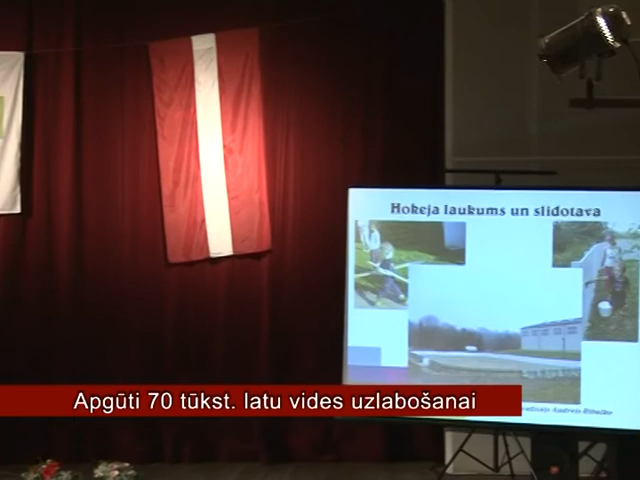 Hokeja laukums un slidotava
Apgūti 70 tūkst. latu vides uzlabošanai